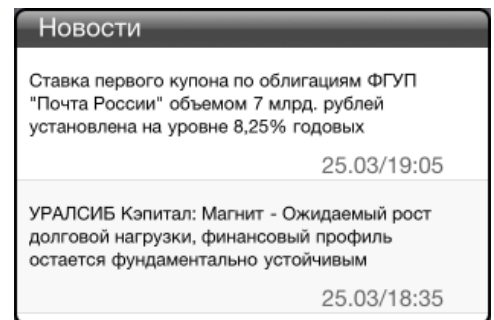 Новости
Ставка первого купона по облигациям ФГУП
"Почта России" объемом 7 млрд. рублей
установлена на уровне 8,25% годовых
25.03/19:05
УРАЛСИБ Кэпитал: Магнит - Ожидаемый рост
долговой нагрузки, финансовый профиль
остается фундаментально устойчивым
25.03/18:35